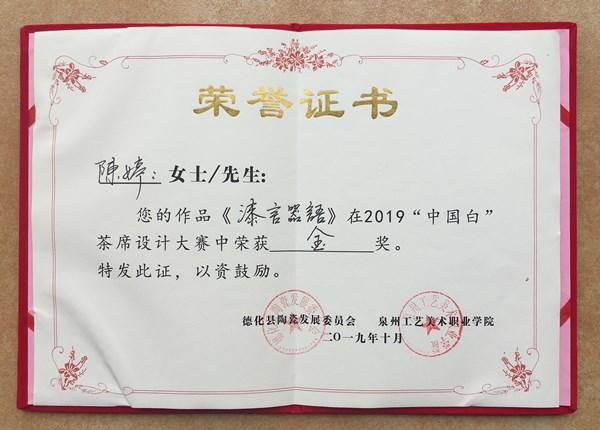 荣誉证书
陈婷：女士/先生:
您的作品《漆言器語》在2019“中国白”
茶席设计大赛中荣获 金 奖。
特发此证，以资鼓励。
德化县陶瓷发展委员会 泉州工艺美术职业学院
二〇一九年十月